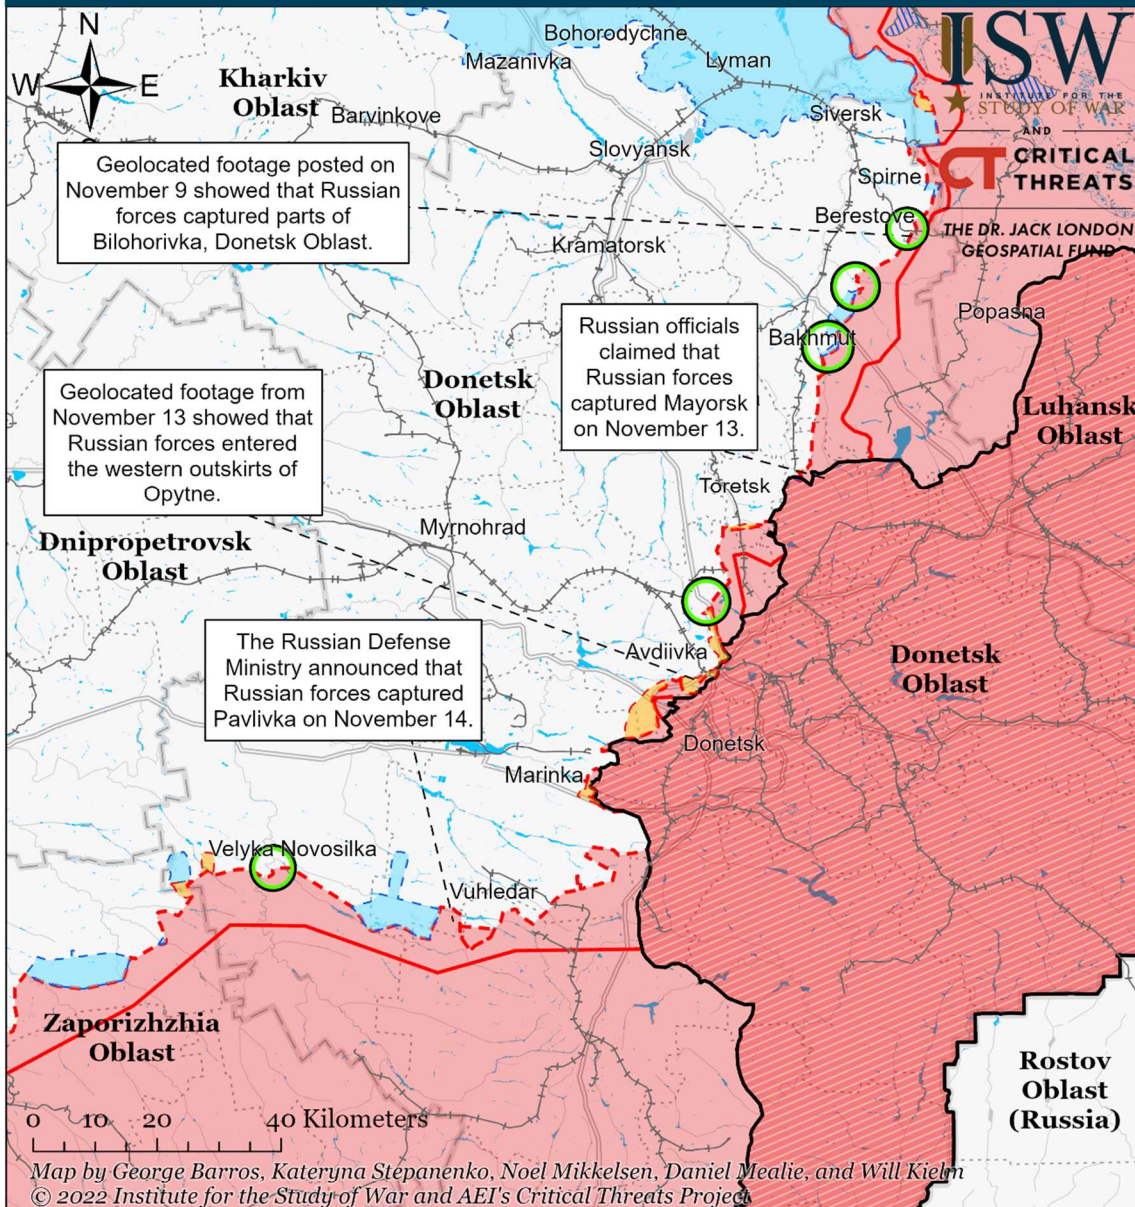 N
W
E
S
ISW
INSTITUTE FOR THE
STUDY OF WAR
AND
CT CRITICAL
THREATS
THE DR. JACK LONDON
GEOSPATIAL FUND
Bohorodychne
Mazanivka
Lyman
Kharkiv
Oblast
Barvinkove
Siversk
Slovyansk
Geolocated footage posted on
November 9 showed that Russian
forces captured parts of
Bilohorivka, Donetsk Oblast.
Spirne
Berestove
Kramatorsk
Popasna
Russian officials
claimed that
Russian forces
captured Mayorsk
on November 13.
Bakhmut
Donetsk
Oblast
Luhansk
Oblast
Geolocated footage from
November 13 showed that
Russian forces entered
the western outskirts of
Opytne.
Toretsk
Myrnohrad
Dnipropetrovsk
Oblast
The Russian Defense
Ministry announced that
Russian forces captured
Pavlivka on November 14.
Avdiivka
Donetsk
Oblast
Donetsk
Marinka
Velyka Novosilka
Vuhledar
Zaporizhzhia
Oblast
Rostov
Oblast
(Russia)
0 10 20 40 Kilometers
Map by George Barros, Kateryna Stepanenko, Noel Mikkelsen, Daniel Mealie, and Will Kielm
© 2022 Institute for the Study of War and AEI's Critical Threats Project